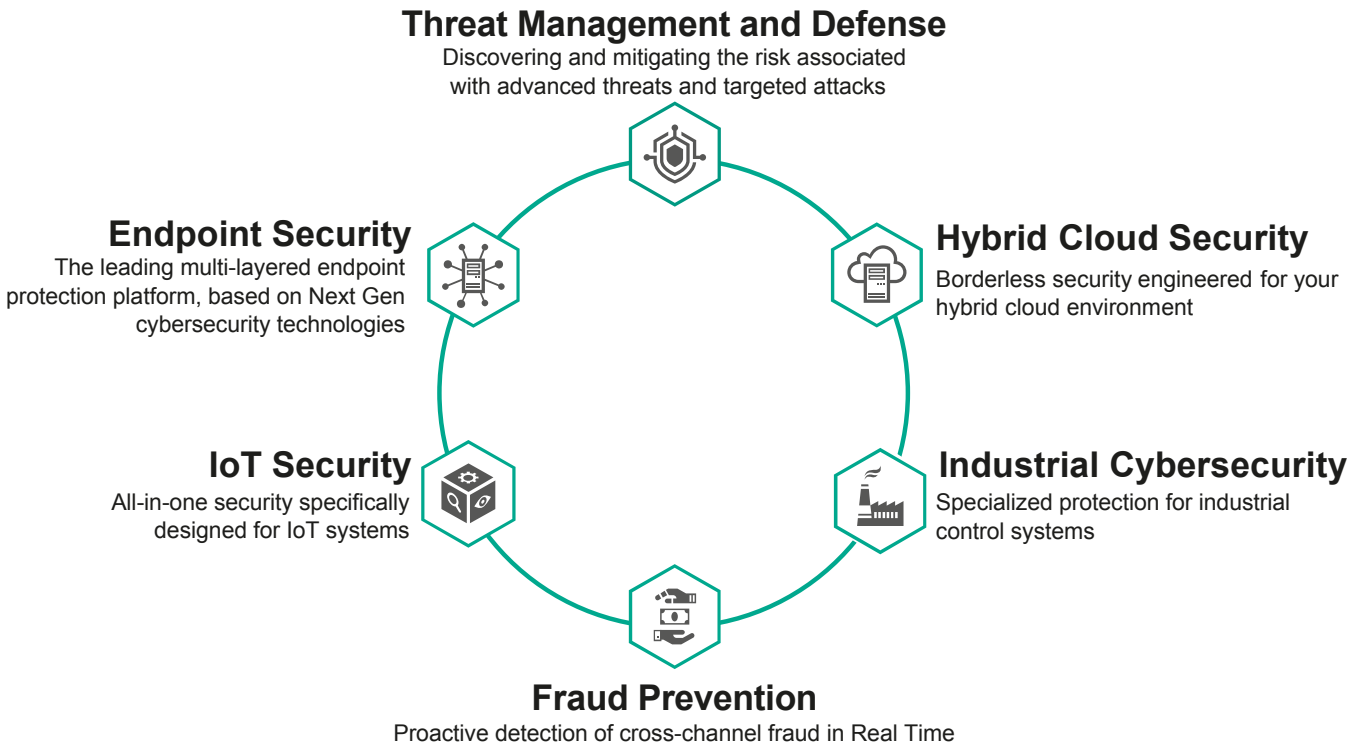 Threat Management and Defense
Discovering and mitigating the risk associated
with advanced threats and targeted attacks
Endpoint Security
The leading multi-layered endpoint
protection platform, based on Next Gen
cybersecurity technologies
Hybrid Cloud Security
Borderless security engineered for your
hybrid cloud environment
IoT Security
All-in-one security specifically
designed for IoT systems
Industrial Cybersecurity
Specialized protection for industrial
control systems
Fraud Prevention
Proactive detection of cross-channel fraud in Real Time